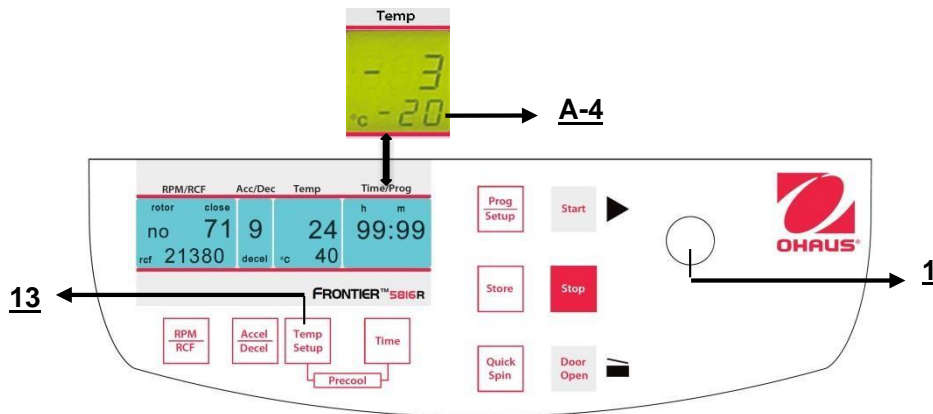 Temp
- 3
°c -20
A-4
RPM/RCF Acc/Dec Temp Time/Prog
rotor close h m
no 71 9 24 99:99
rcf 21380 decel °c 40
FRONTIER™5816R
13
RPM
RCF
Accel
Decel
Temp
Setup
Time
Precool
Prog
Setup
Start
Store
Stop
Quick
Spin
Door
Open
OHAUS®
1